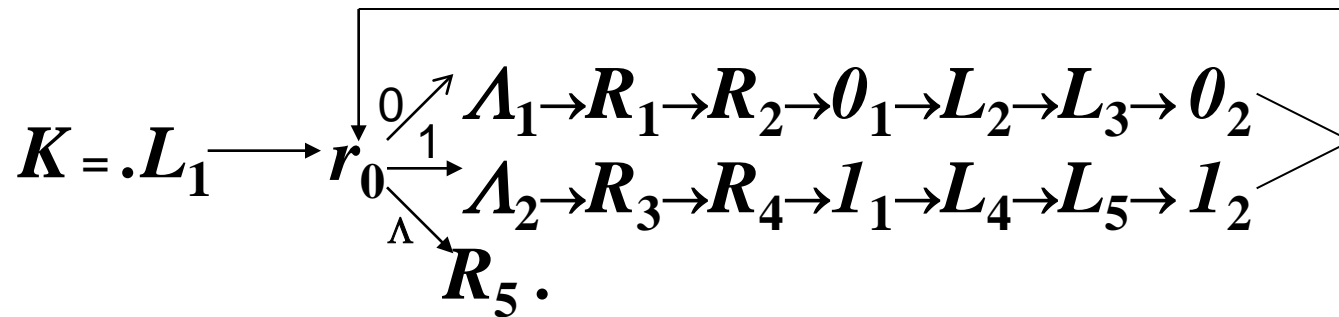 0 Λ₁→R₁→R₂→0₁→L₂→L₃→ 0₂
K = .L₁ → r₀ 1
Λ₂→R₃→R₄→1₁→L₄→L₅→ 1₂
Λ
R₅ .